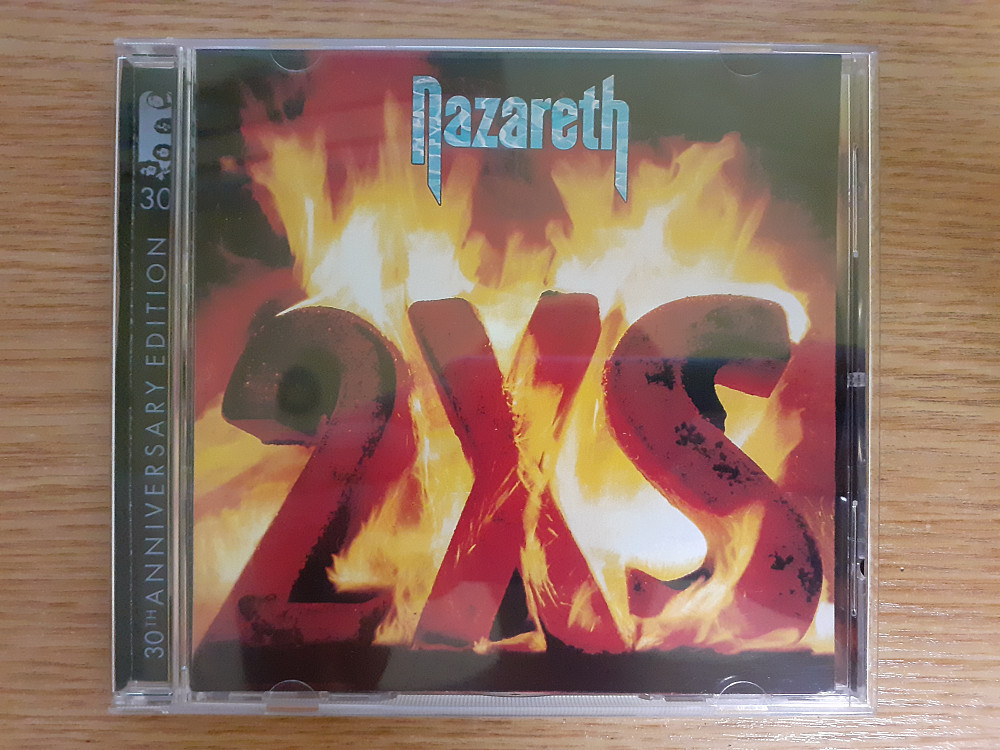 Nazareth
2XS
30
30TH ANNIVERSARY EDITION